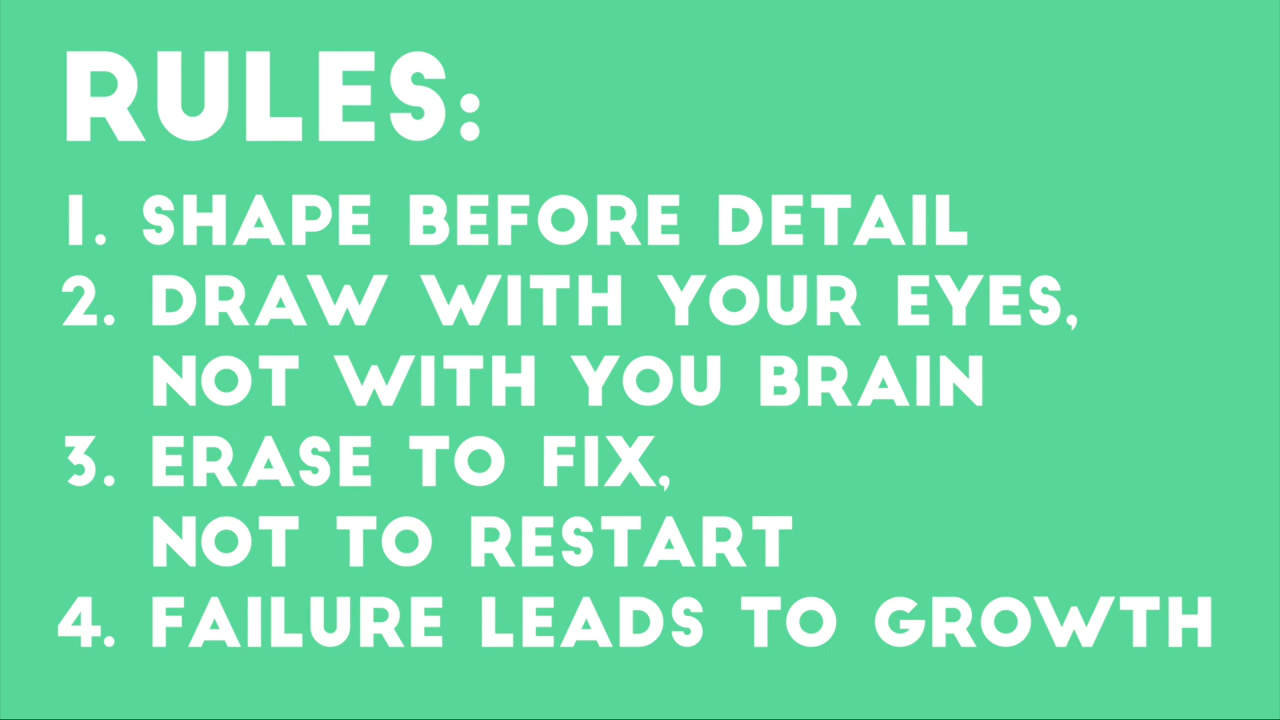 RULES:
1. SHAPE BEFORE DETAIL
2. DRAW WITH YOUR EYES,
NOT WITH YOU BRAIN
3. ERASE TO FIX,
NOT TO RESTART
4. FAILURE LEADS TO GROWTH